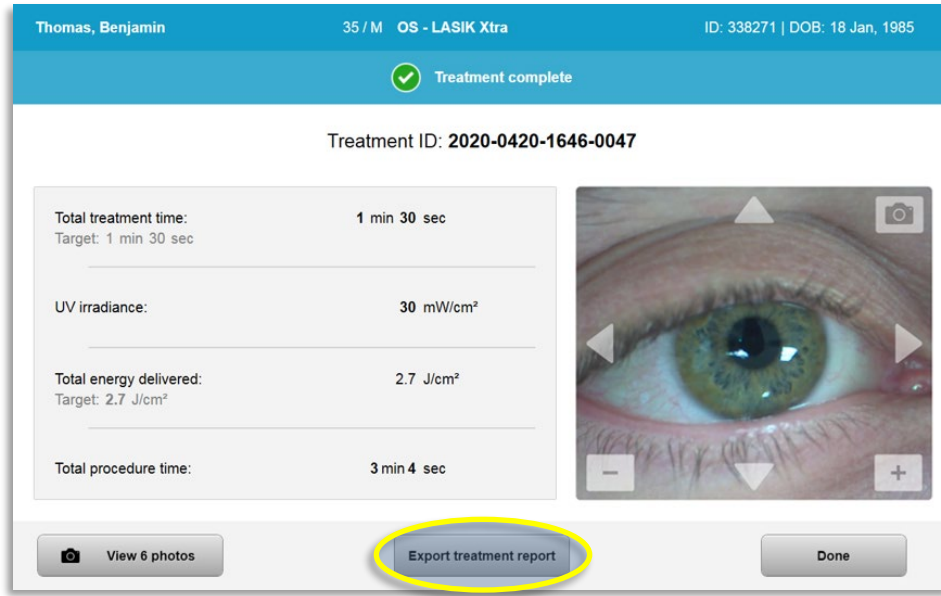 Thomas, Benjamin 35 / M OS - LASIK Xtra ID: 338271 | DOB: 18 Jan, 1985
Treatment complete
Treatment ID: 2020-0420-1646-0047
Total treatment time: 1 min 30 sec
Target: 1 min 30 sec
UV irradiance: 30 mW/cm²
Total energy delivered: 2.7 J/cm²
Target: 2.7 J/cm²
Total procedure time: 3 min 4 sec
View 6 photos Export treatment report Done